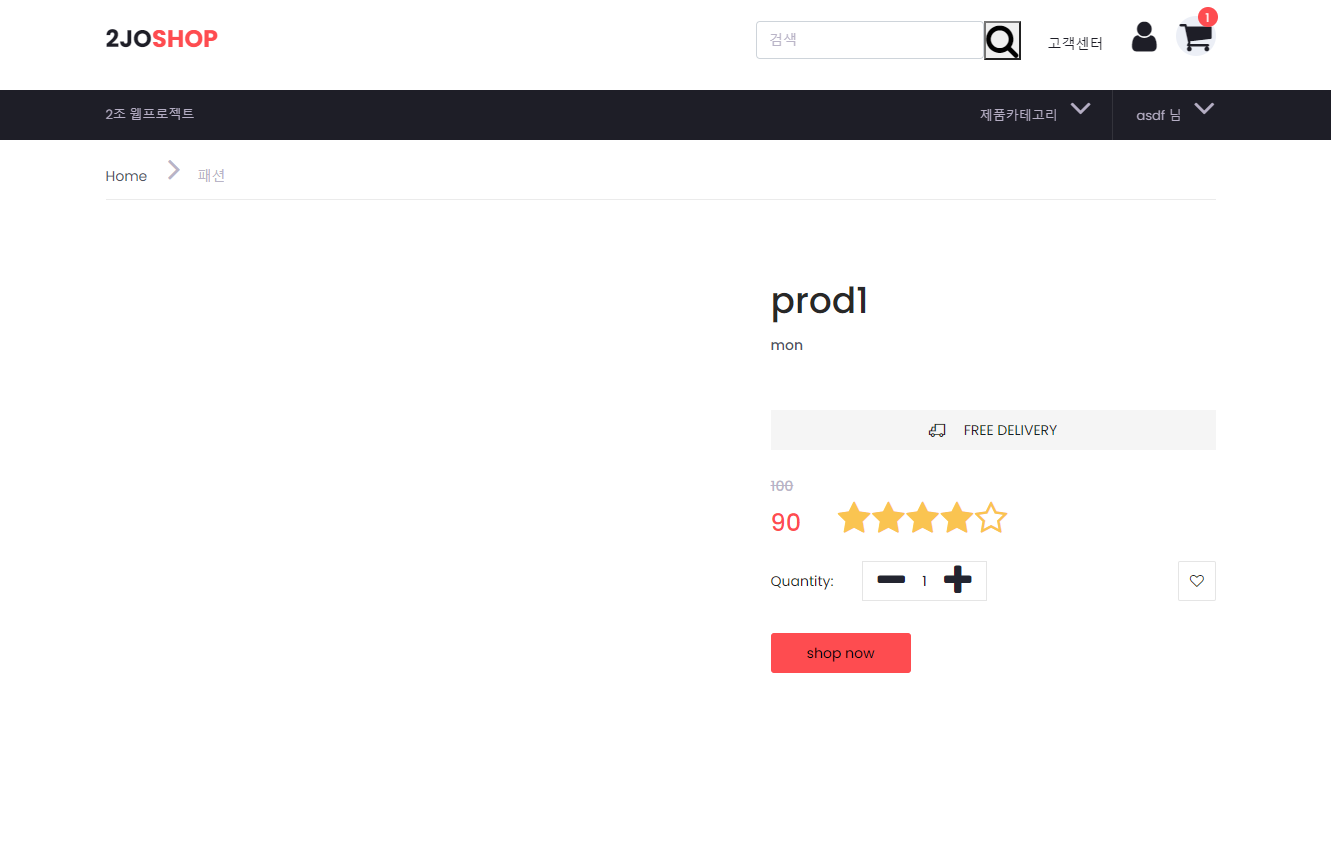 2JOSHOP
검색
고객센터
1
2조 웹프로젝트
제품카테고리
asdf 님
Home
패션
prod1
mon
FREE DELIVERY
100
90
Quantity:
1
shop now